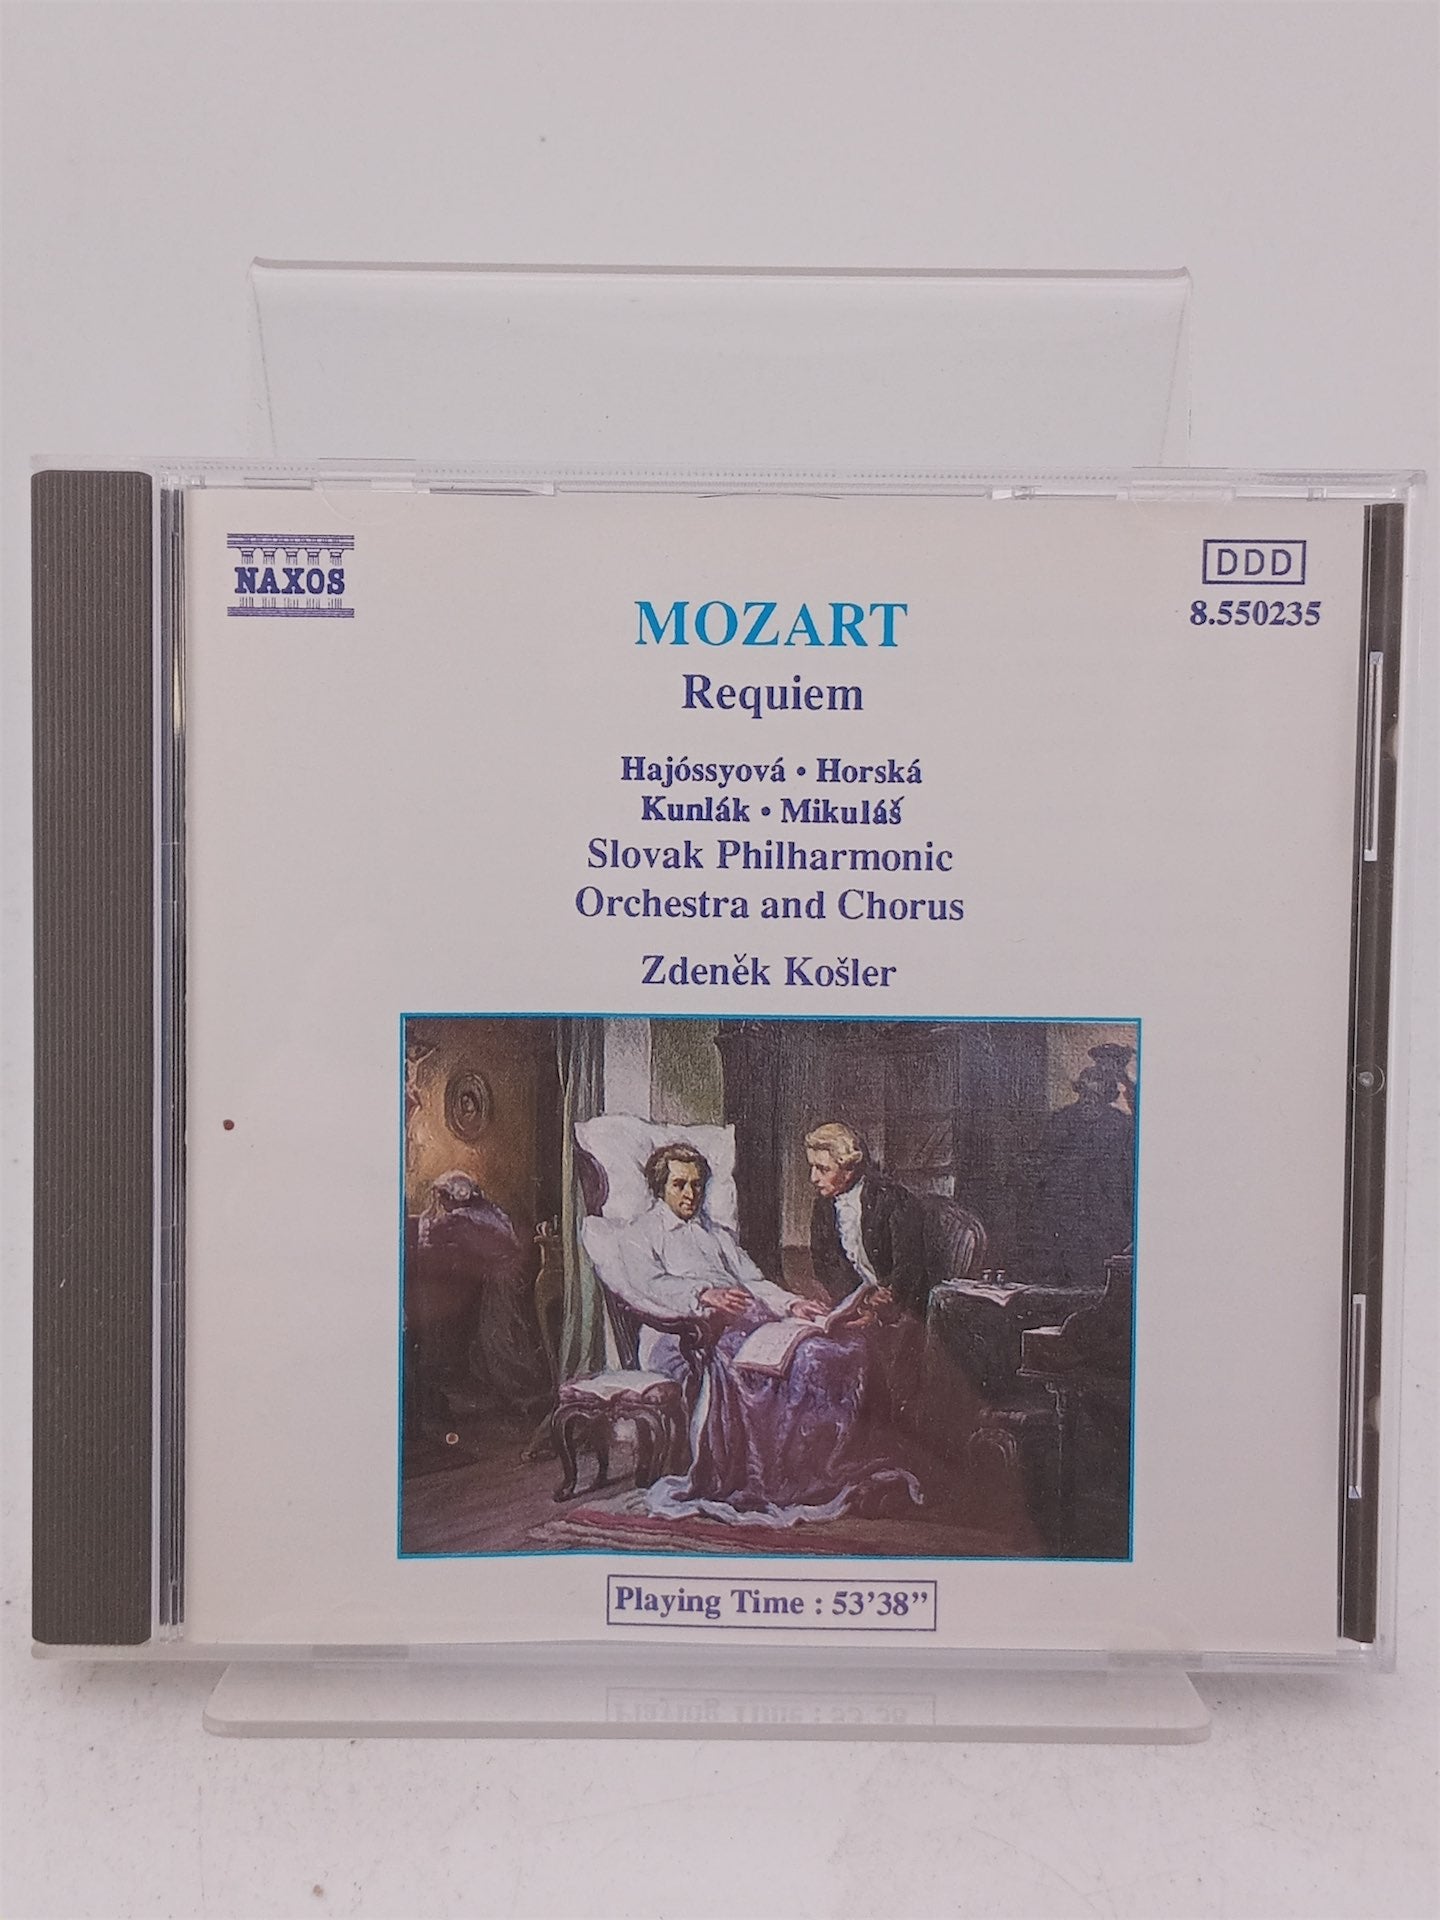 NAXOS
DDD
8.550235
MOZART
Requiem
Hajóssyová • Horská
Kunlák • Mikuláš
Slovak Philharmonic
Orchestra and Chorus
Zdeněk Košler
Playing Time : 53’38”